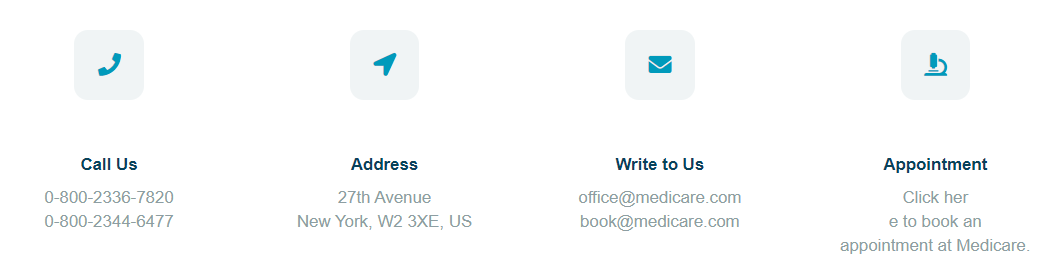 Call Us
0-800-2336-7820
0-800-2344-6477
Address
27th Avenue
New York, W2 3XE, US
Write to Us
office@medicare.com
book@medicare.com
Appointment
Click her
e to book an
appointment at Medicare.